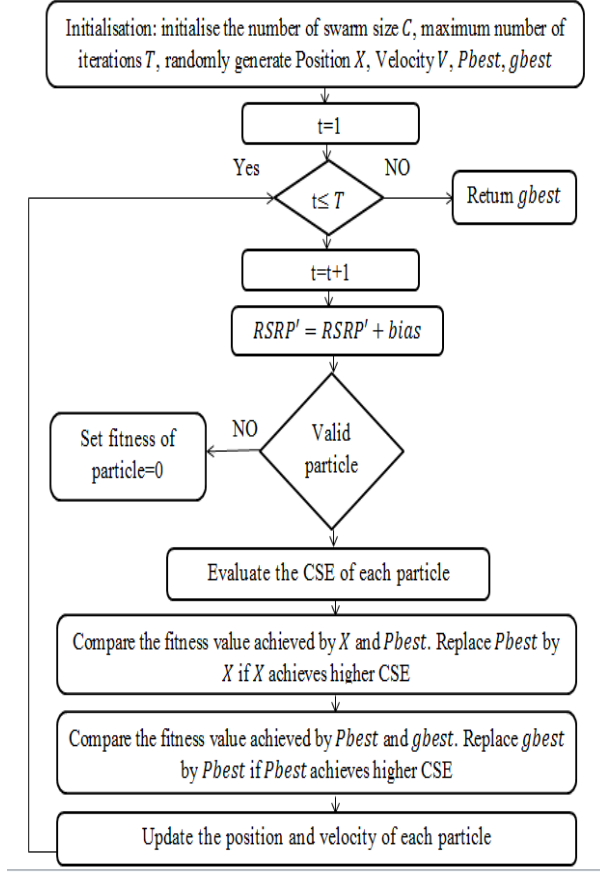 Initialisation: initialise the number of swarm size C, maximum number of
iterations T, randomly generate Position X, Velocity V, Pbest, gbest
t=1
Yes
NO
t≤ T
Return gbest
t=t+1
RSRP' = RSRP' + bias
NO
Valid
particle
Set fitness of
particle=0
Evaluate the CSE of each particle
Compare the fitness value achieved by X and Pbest. Replace Pbest by
X if X achieves higher CSE
Compare the fitness value achieved by Pbest and gbest. Replace gbest
by Pbest if Pbest achieves higher CSE
Update the position and velocity of each particle